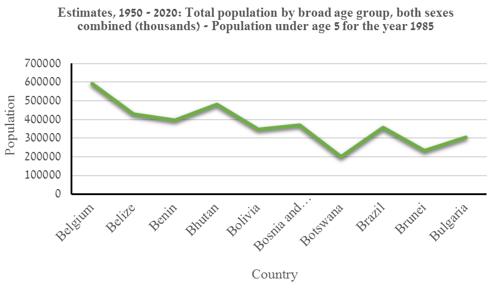 Estimates, 1950 - 2020: Total population by broad age group, both sexes
combined (thousands) - Population under age 5 for the year 1985
Population
700000
600000
500000
400000
300000
200000
100000
0
Belgium
Belize
Benin
Bhutan
Bolivia
Bosnia and...
Botswana
Brazil
Brunei
Bulgaria
Country